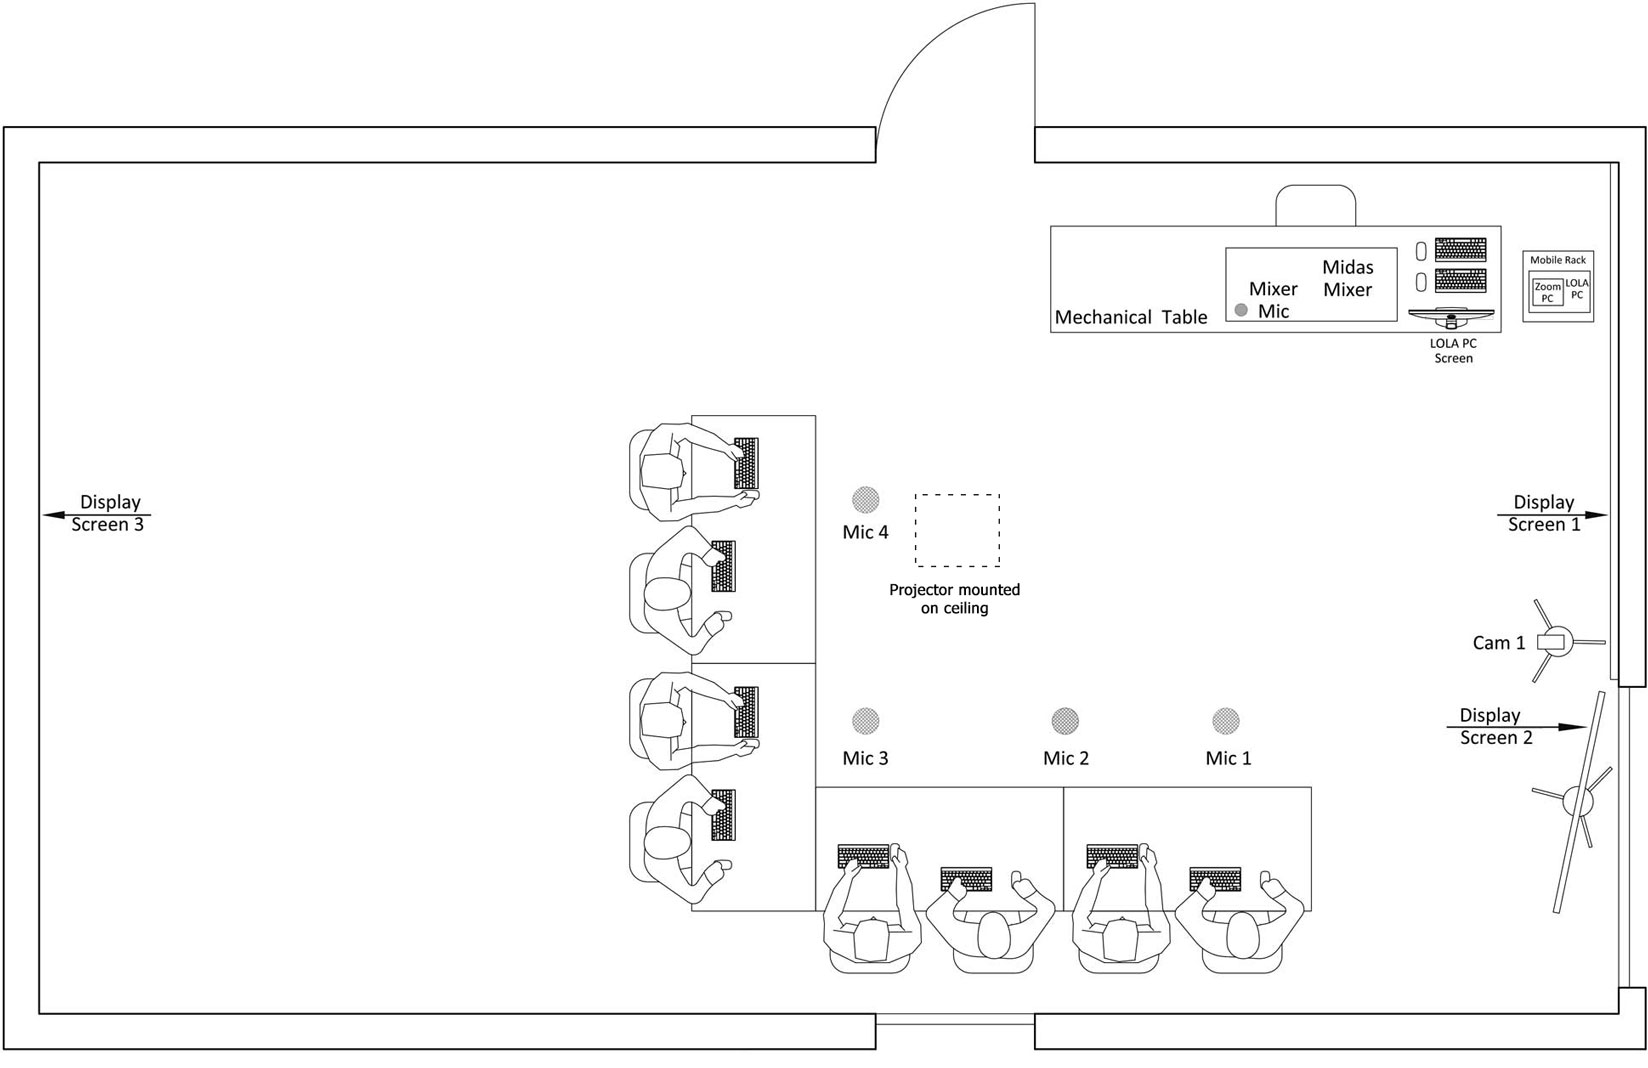 Mobile Rack
Zoom
PC
LOLA
PC
Midas
Mixer
Mixer
Mic
Mechanical Table
LOLA PC
Screen
Display
Screen 3
Mic 4
Projector mounted
on ceiling
Display
Screen 1
Cam 1
Display
Screen 2
Mic 3
Mic 2
Mic 1